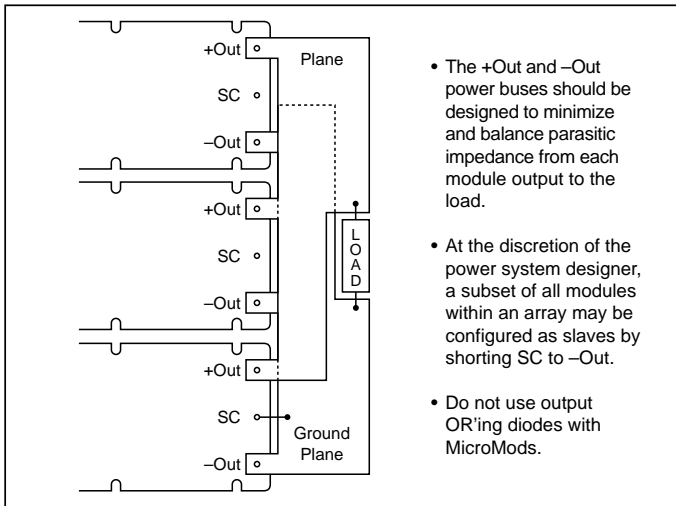 +Out
Plane
SC
–Out
+Out
SC
–Out
LOAD
+Out
SC
Ground
Plane
–Out
• The +Out and –Out
power buses should be
designed to minimize
and balance parasitic
impedance from each
module output to the
load.
• At the discretion of the
power system designer,
a subset of all modules
within an array may be
configured as slaves by
shorting SC to –Out.
• Do not use output
OR'ing diodes with
MicroMods.